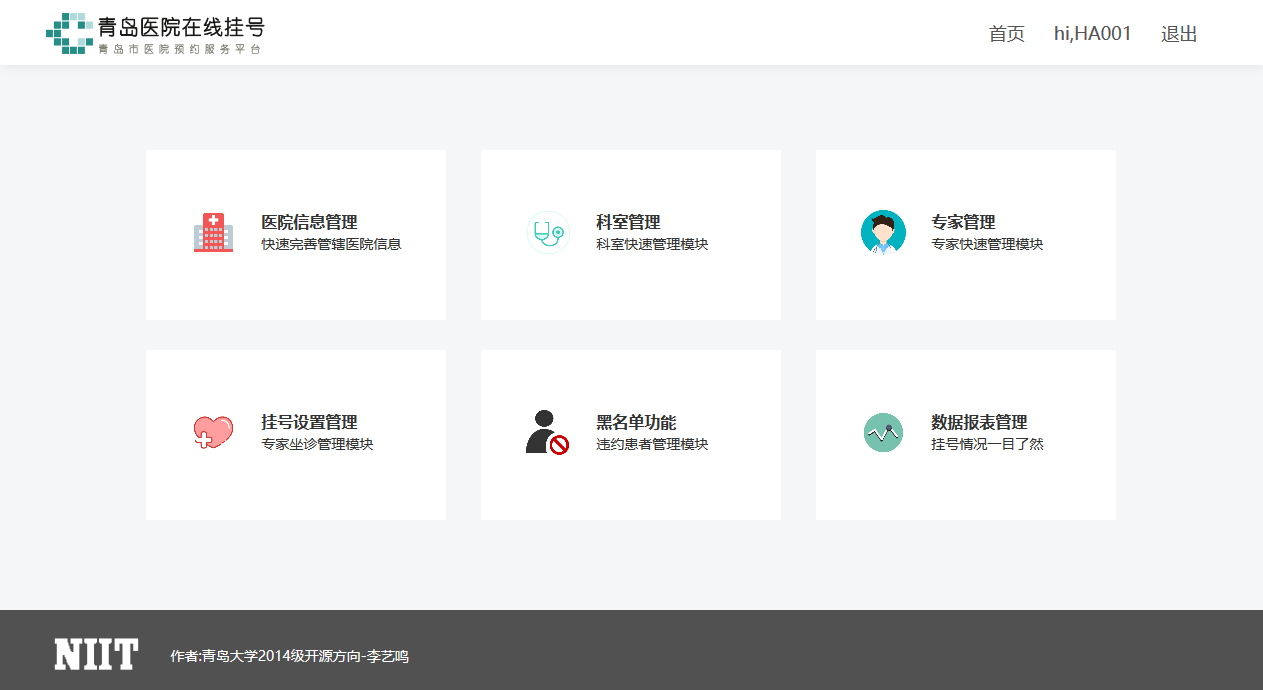 青岛医院在线挂号
青岛市医院预约服务平台
首页 hi,HA001 退出
医院信息管理
快速完善管辖医院信息
科室管理
科室快速管理模块
专家管理
专家快速管理模块
挂号设置管理
专家坐诊管理模块
黑名单功能
违约患者管理模块
数据报表管理
挂号情况一目了然
NIIT
作者:青岛大学2014级开源方向-李艺鸣